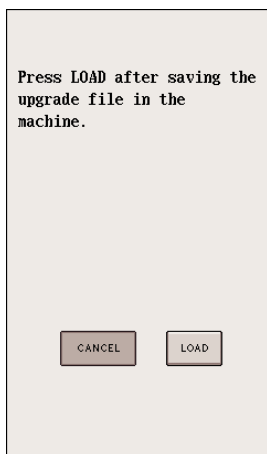 Press LOAD after saving the
upgrade file in the
machine.
CANCEL LOAD